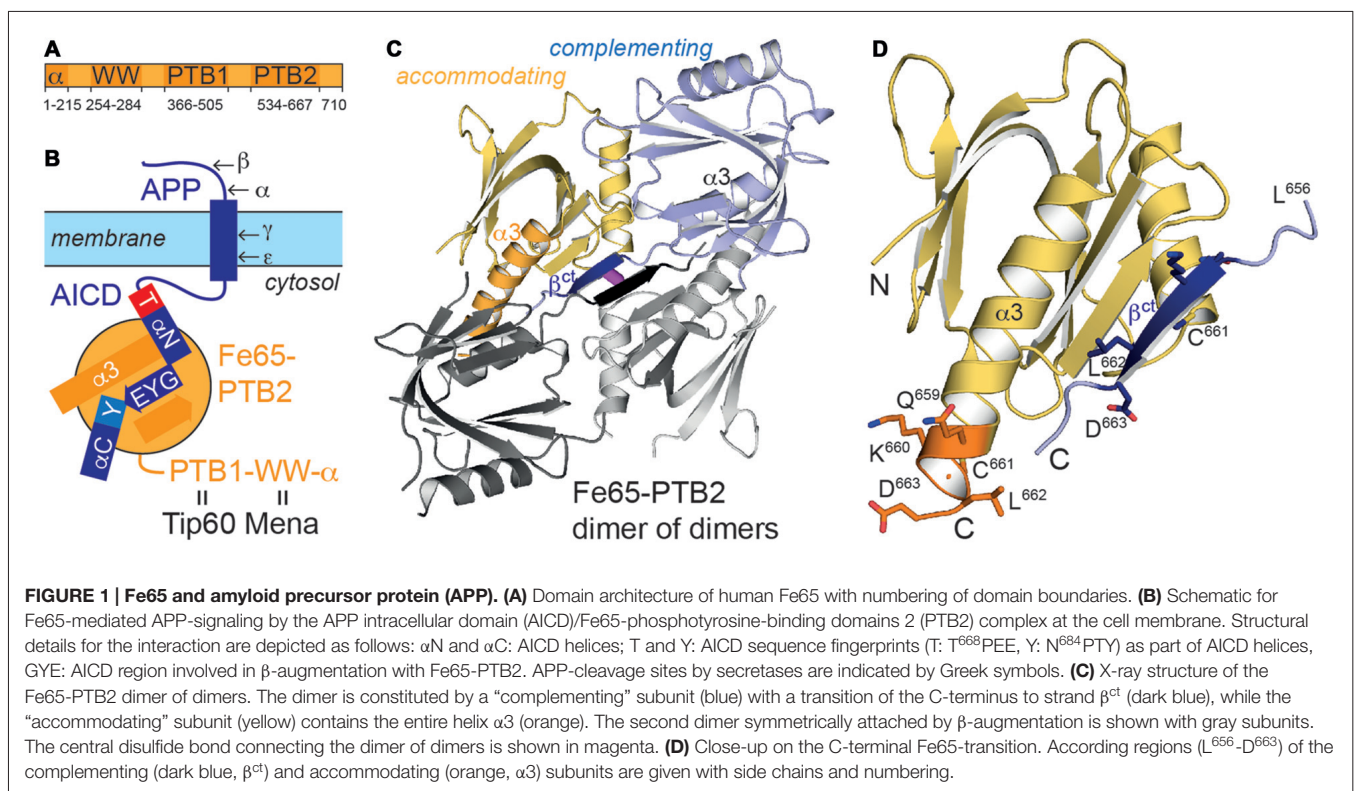 A
α WW PTB1 PTB2
1-215 254-284 366-505 534-667 710
B
β
APP
α
membrane
γ
ε
cytosol
AICD
T
αN
Fe65-
PTB2
α3
EYG
Y
αC
PTB1-WW-α
Tip60 Mena
C
complementing
accommodating
α3
α3
βᶜᵗ
Fe65-PTB2
dimer of dimers
D
L⁶⁵⁶
N
α3
βᶜᵗ
C⁶⁶¹
L⁶⁶²
Q⁶⁵⁹
D⁶⁶³
K⁶⁶⁰
C
C⁶⁶¹
D⁶⁶³
L⁶⁶²
C
FIGURE 1 | Fe65 and amyloid precursor protein (APP). (A) Domain architecture of human Fe65 with numbering of domain boundaries. (B) Schematic for
Fe65-mediated APP-signaling by the APP intracellular domain (AICD)/Fe65-phosphotyrosine-binding domains 2 (PTB2) complex at the cell membrane. Structural
details for the interaction are depicted as follows: αN and αC: AICD helices; T and Y: AICD sequence fingerprints (T: T⁶⁶⁸PEE, Y: N⁶⁸⁴PTY) as part of AICD helices,
GYE: AICD region involved in β-augmentation with Fe65-PTB2. APP-cleavage sites by secretases are indicated by Greek symbols. (C) X-ray structure of the
Fe65-PTB2 dimer of dimers. The dimer is constituted by a “complementing” subunit (blue) with a transition of the C-terminus to strand βᶜᵗ (dark blue), while the
“accommodating” subunit (yellow) contains the entire helix α3 (orange). The second dimer symmetrically attached by β-augmentation is shown with gray subunits.
The central disulfide bond connecting the dimer of dimers is shown in magenta. (D) Close-up on the C-terminal Fe65-transition. According regions (L⁶⁵⁶-D⁶⁶³) of the
complementing (dark blue, βᶜᵗ) and accommodating (orange, α3) subunits are given with side chains and numbering.